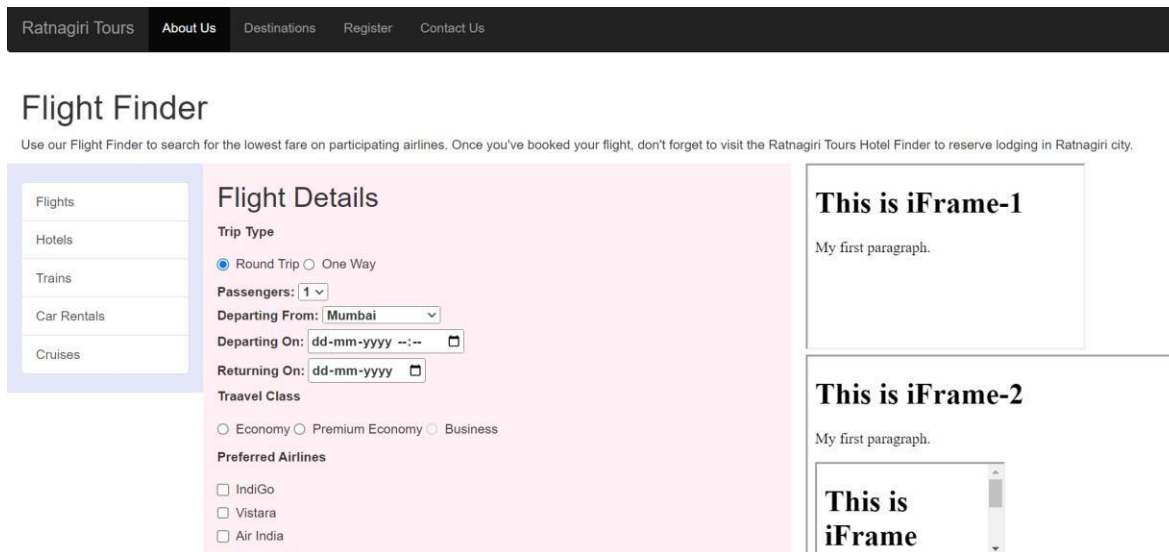 Ratnagiri Tours About Us Destinations Register Contact Us
Flight Finder
Use our Flight Finder to search for the lowest fare on participating airlines. Once you've booked your flight, don't forget to visit the Ratnagiri Tours Hotel Finder to reserve lodging in Ratnagiri city.
Flights
Hotels
Trains
Car Rentals
Cruises
Flight Details
Trip Type
Round Trip One Way
Passengers: 1
Departing From: Mumbai
Departing On: dd-mm-yyyy --:--
Returning On: dd-mm-yyyy
Traavel Class
Economy Premium Economy Business
Preferred Airlines
IndiGo
Vistara
Air India
This is iFrame-1
My first paragraph.
This is iFrame-2
My first paragraph.
This is
iFrame